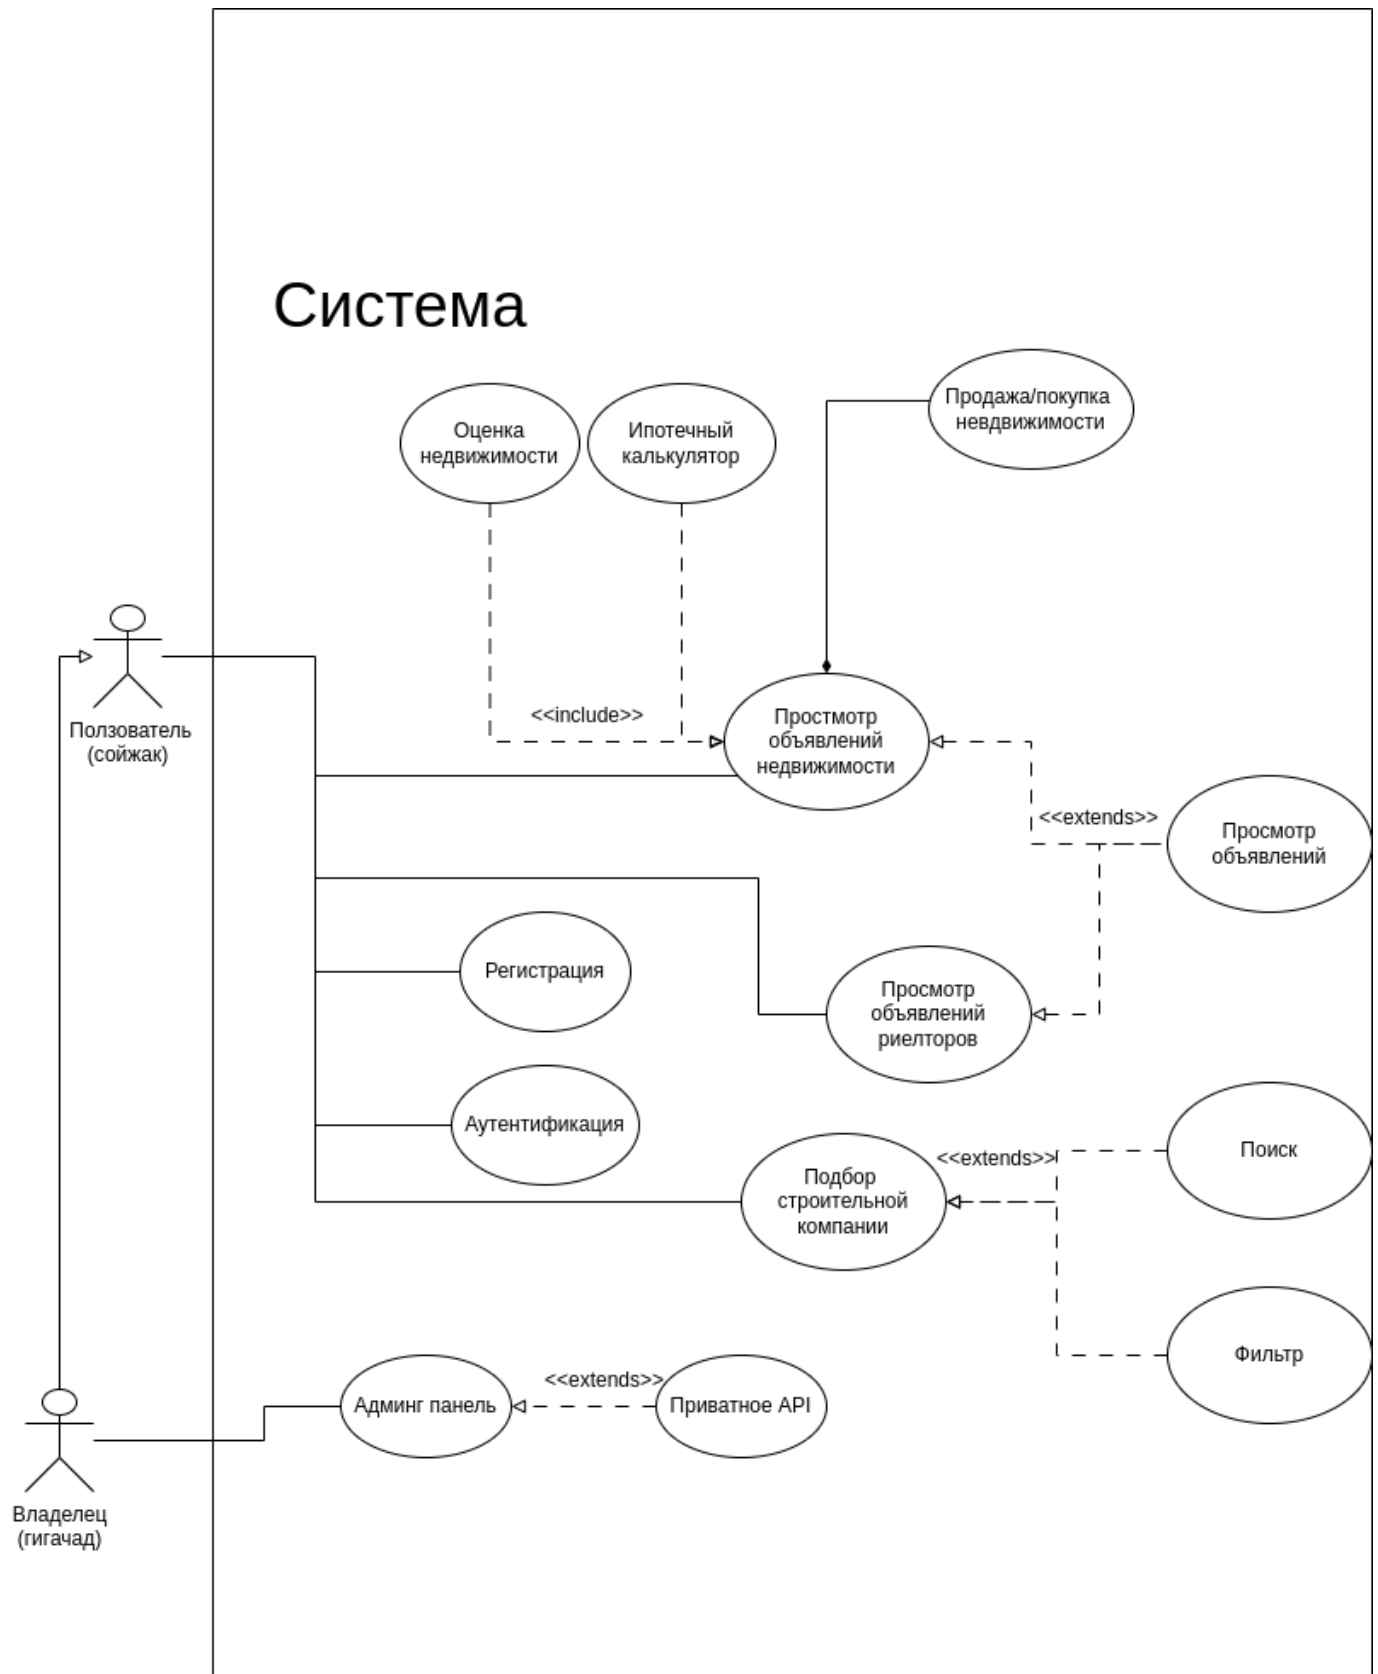 Система
Продажа/покупка
невдвижимости
Оценка
недвижимости
Ипотечный
калькулятор
Ползователь
(сойжак)
<<include>>
Простмотр
объявлений
недвижимости
<<extends>>
Просмотр
объявлений
Регистрация
Просмотр
объявлений
риелторов
Аутентификация
Подбор
строительной
компании
<<extends>>
Поиск
Фильтр
Админг панель
<<extends>>
Приватное API
Владелец
(гигачад)